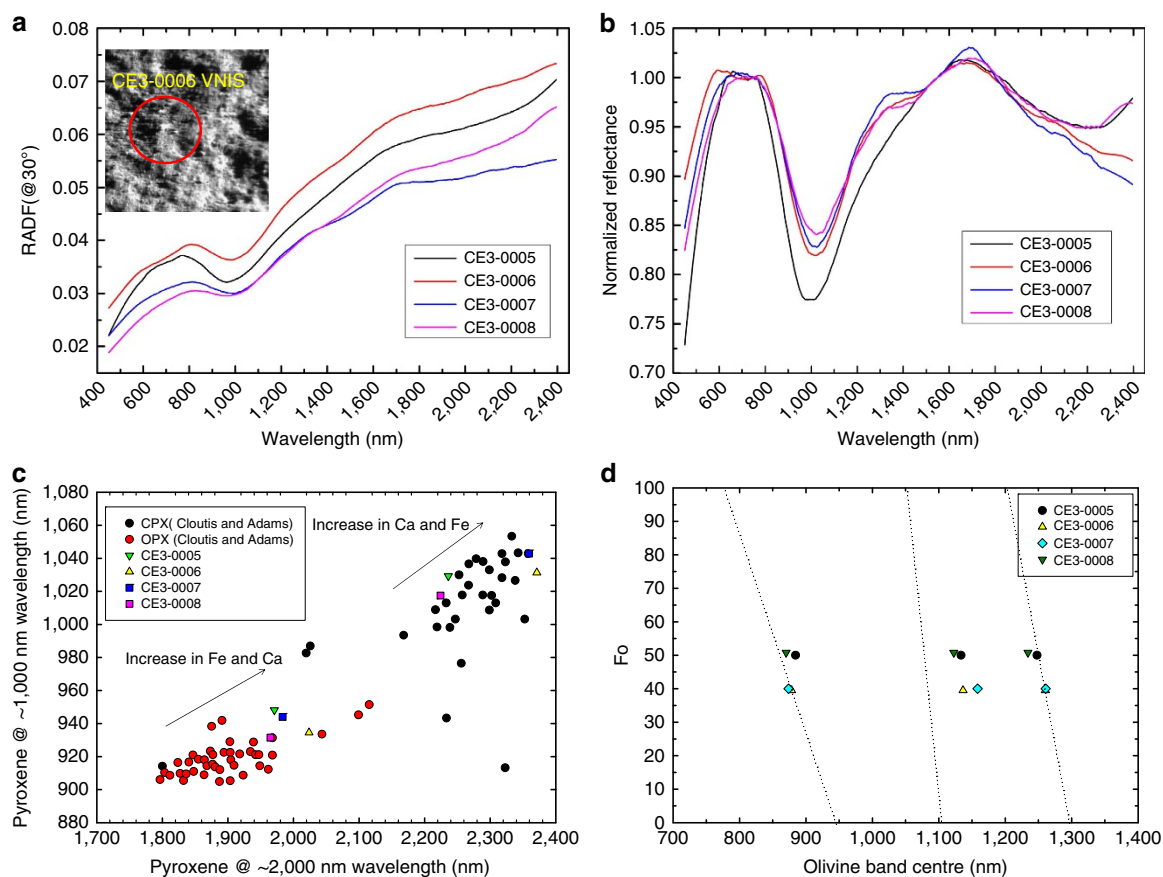 a
0.08
0.07
0.06
0.05
0.04
0.03
0.02
RADF(@30°)
CE3-0006 VNIS
CE3-0005
CE3-0006
CE3-0007
CE3-0008
400
600
800
1,000
1,200
1,400
1,600
1,800
2,000
2,200
2,400
Wavelength (nm)
b
1.05
1.00
0.95
0.90
0.85
0.80
0.75
0.70
Normalized reflectance
CE3-0005
CE3-0006
CE3-0007
CE3-0008
400
600
800
1,000
1,200
1,400
1,600
1,800
2,000
2,200
2,400
Wavelength (nm)
c
1,080
1,060
1,040
1,020
1,000
980
960
940
920
900
880
Pyroxene @ ~1,000 nm wavelength (nm)
CPX( Cloutis and Adams)
OPX (Cloutis and Adams)
CE3-0005
CE3-0006
CE3-0007
CE3-0008
Increase in Ca and Fe
Increase in Fe and Ca
1,700 1,800 1,900 2,000 2,100 2,200 2,300 2,400
Pyroxene @ ~2,000 nm wavelength (nm)
d
100
90
80
70
60
50
40
30
20
10
0
Fo
CE3-0005
CE3-0006
CE3-0007
CE3-0008
700 800 900 1,000 1,100 1,200 1,300 1,400
Olivine band centre (nm)